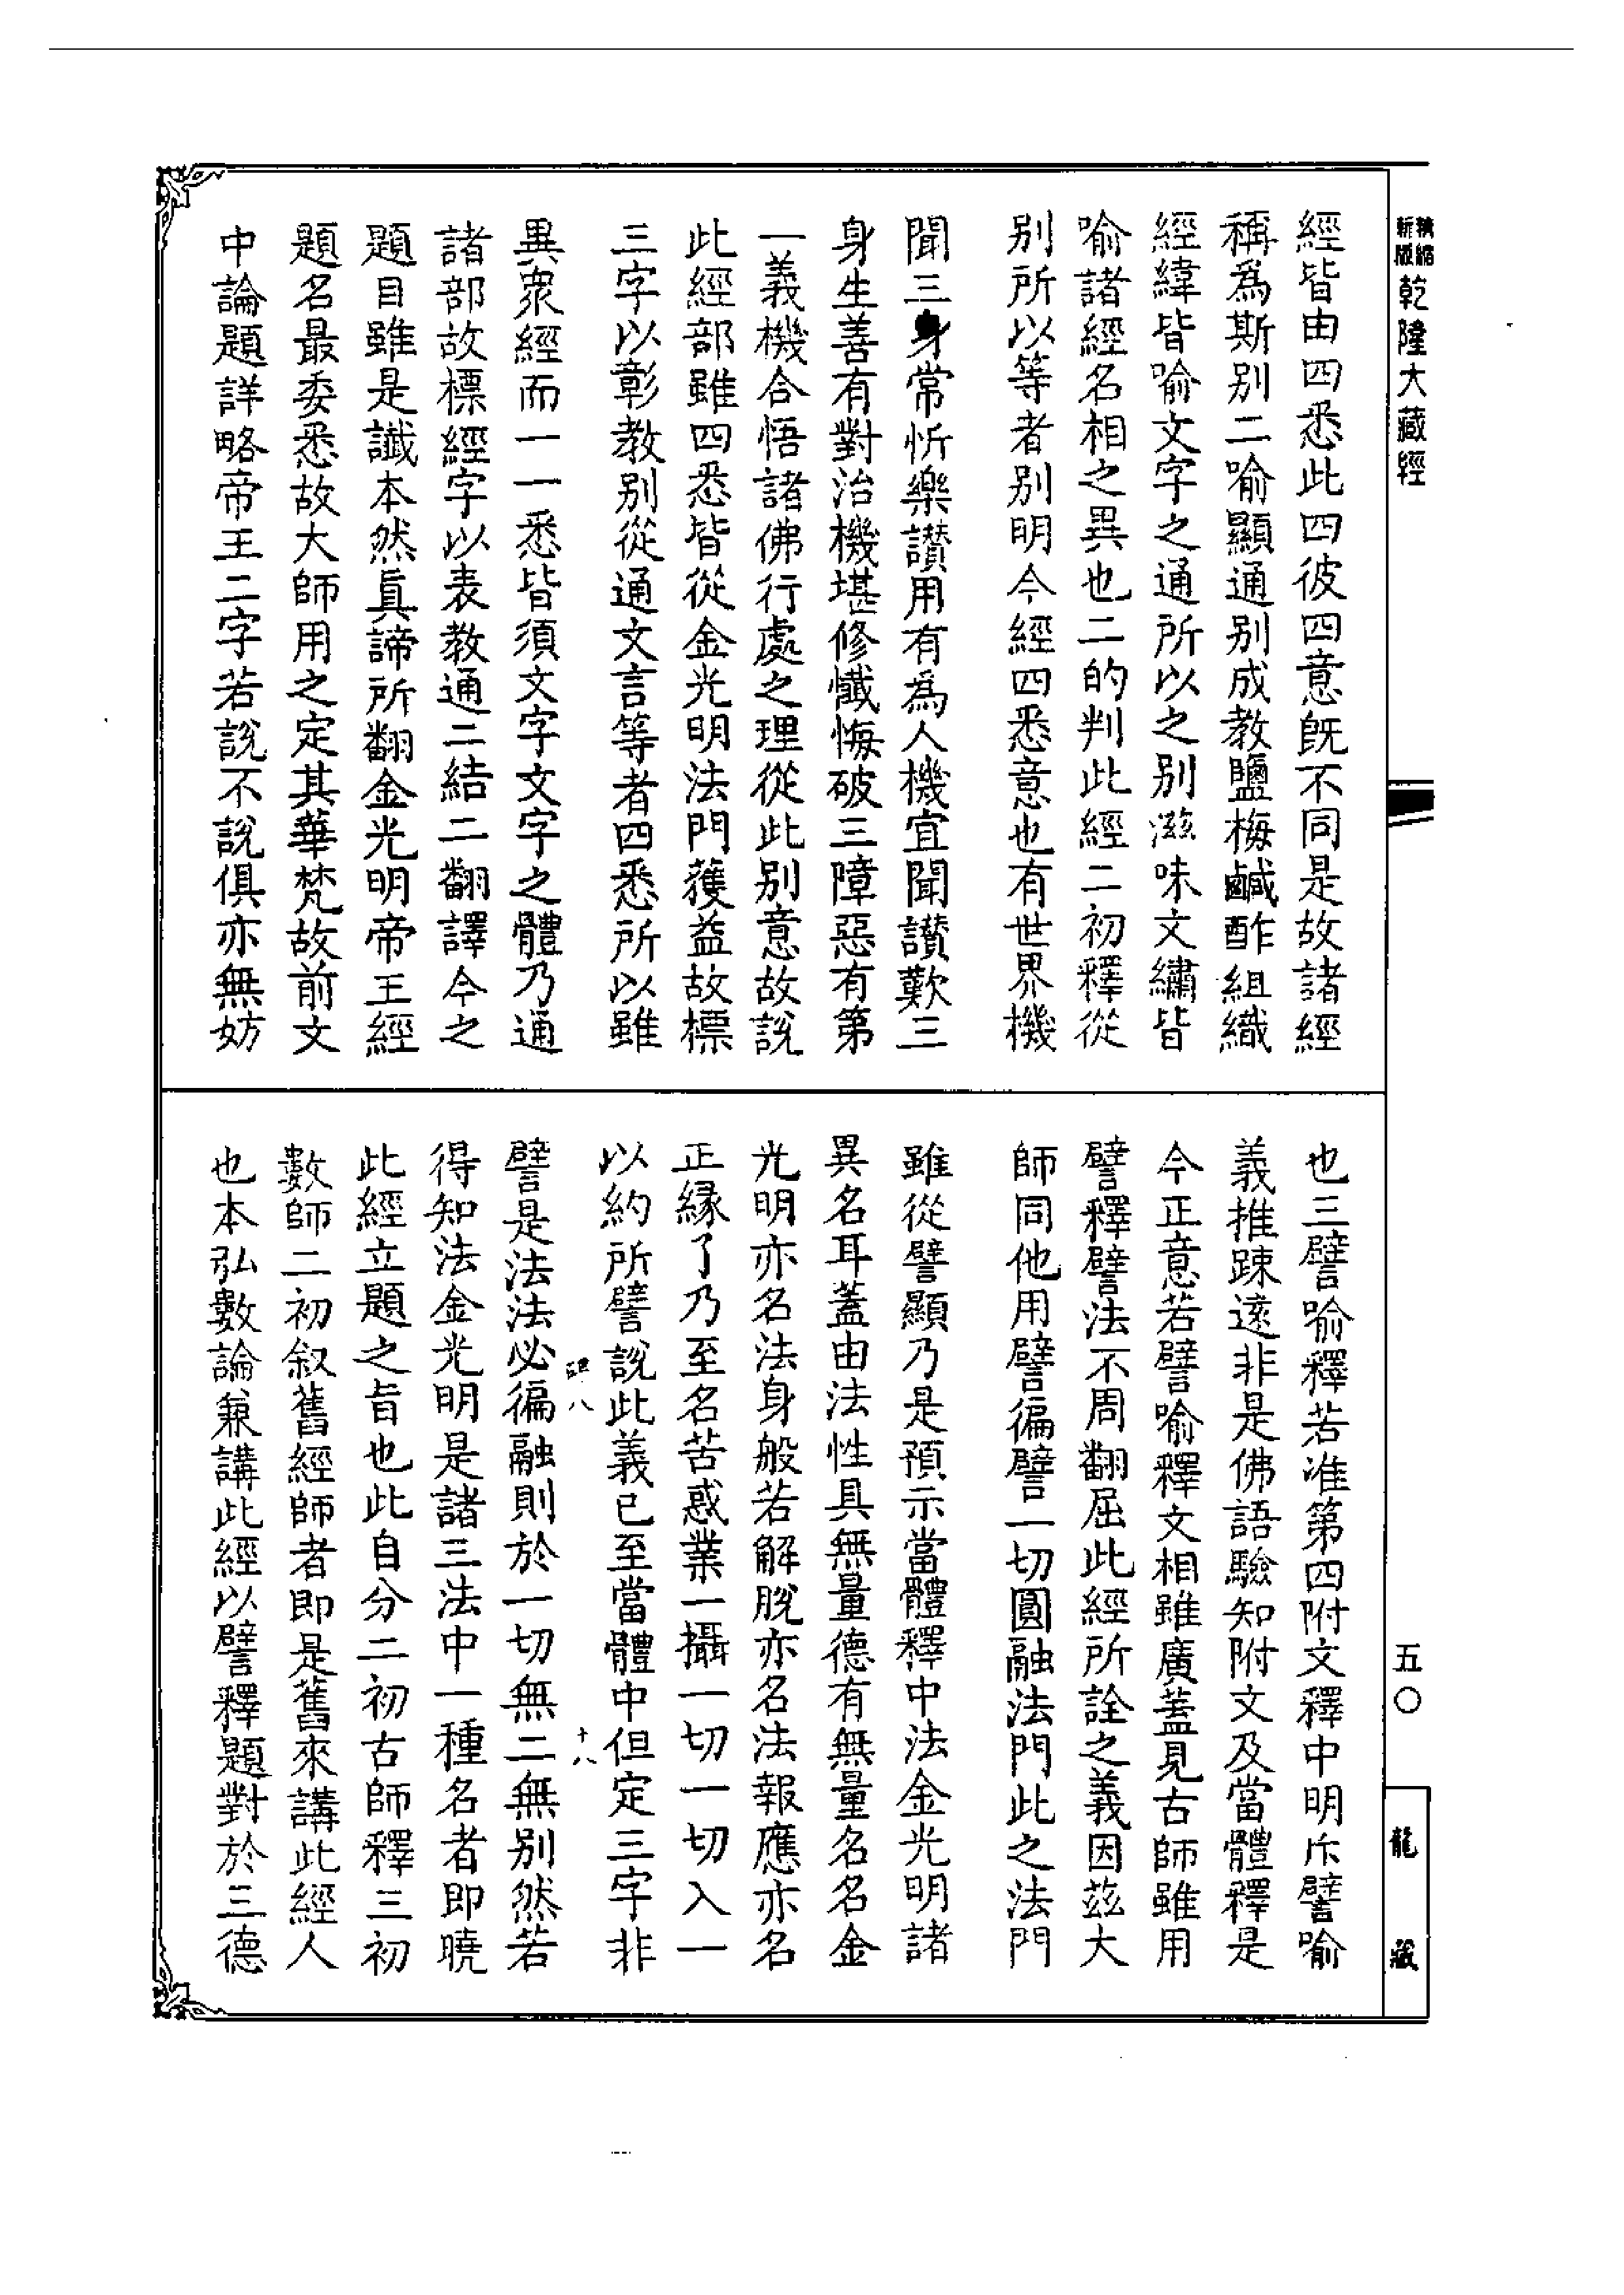 新版精縮乾隆大藏經
經皆由四悉此四彼四意旣不同是故諸經
稱爲斯别二喻顯通别成教鹽梅鹹酢組織
經緯皆喻文字之通所以之别滋味文繡皆
喻諸經名相之異也二的判此經二初釋從
别所以等者别明今經四悉意也有世界機
聞三身常忻樂讃用有爲人機宜聞讃歎三
身生善有對治機堪修懺悔破三障惡有第
一義機合悟諸佛行處之理從此别意故說
此經部雖四悉皆從金光明法門獲益故標
三字以彰教别從通文言等者四悉所以雖
異衆經而一一悉皆須文字文字之體乃通
諸部故標經字以表教通二結二翻譯今之
題目雖是讖本然眞諦所翻金光明帝王經
題名最委悉故大師用之定其華梵故前文
中論題詳略帝王二字若說不說俱亦無妨
也三譬喻釋若准第四附文釋中明斥譬喻
義推踈遠非是佛語驗知附文及當體釋是
今正意若譬喻釋文相雖廣蓋見古師雖用
譬釋譬法不周翻屈此經所詮之義因茲大
師同他用譬徧譬一切圓融法門此之法門
雖從譬顯乃是預示當體釋中法金光明諸
異名耳蓋由法性具無量德有無量名名金
光明亦名法身般若解脫亦名法報應亦名
正緣了乃至名苦惑業一攝一切一切入一
以約所譬說此義已至當體中但定三字非
十八
譬是法法必徧融則於一切無二無别然若
得知法金光明是諸三法中一種名者即曉
此經立題之旨也此自分二初古師釋三初
數師二初叙舊經師者即是舊來講此經人
也本弘數論兼講此經以譬釋題對於三德
五〇
龍藏